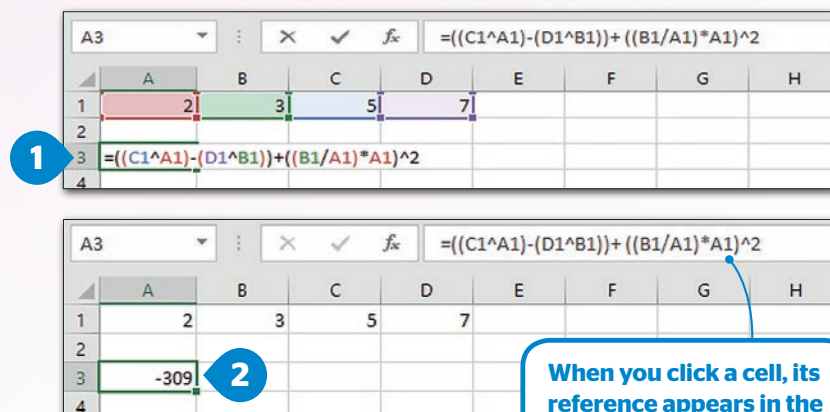 A3 =((C1^A1)-(D1^B1))+((B1/A1)*A1)^2
A B C D E F G H
1 2 3 5 7
2
1 3 =((C1^A1)-(D1^B1))+((B1/A1)*A1)^2
4
A3 fx =((C1^A1)-(D1^B1))+((B1/A1)*A1)^2
A B C D E F G H
1 2 3 5 7
2
3 -309 2
4
When you click a cell, its
reference appears in the